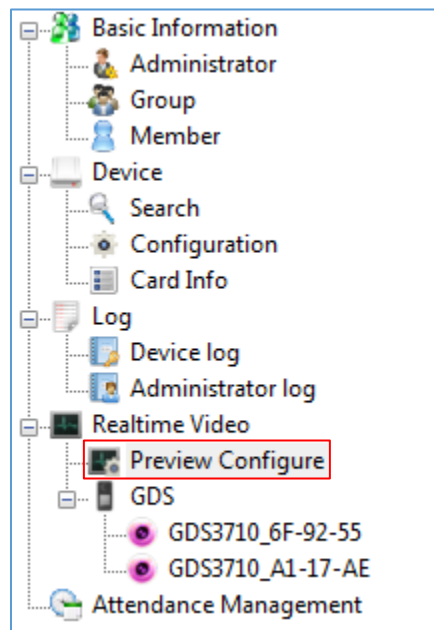 Basic Information
Administrator
Group
Member
Device
Search
Configuration
Card Info
Log
Device log
Administrator log
Realtime Video
Preview Configure
GDS
GDS3710_6F-92-55
GDS3710_A1-17-AE
Attendance Management